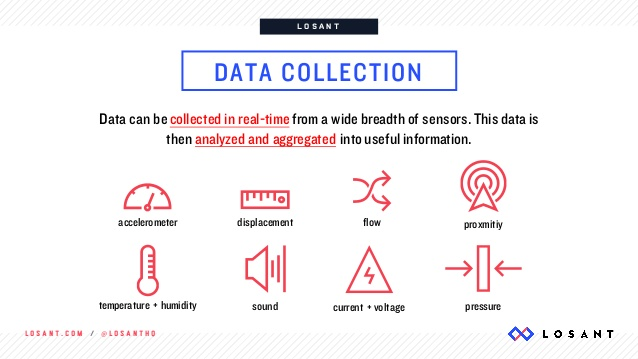 LOSANT
DATA COLLECTION
Data can be collected in real-time from a wide breadth of sensors. This data is
then analyzed and aggregated into useful information.
accelerometer
displacement
flow
proxmitiy
temperature + humidity
sound
current + voltage
pressure
LOSANT.COM / @LOSANTHQ
LOSANT